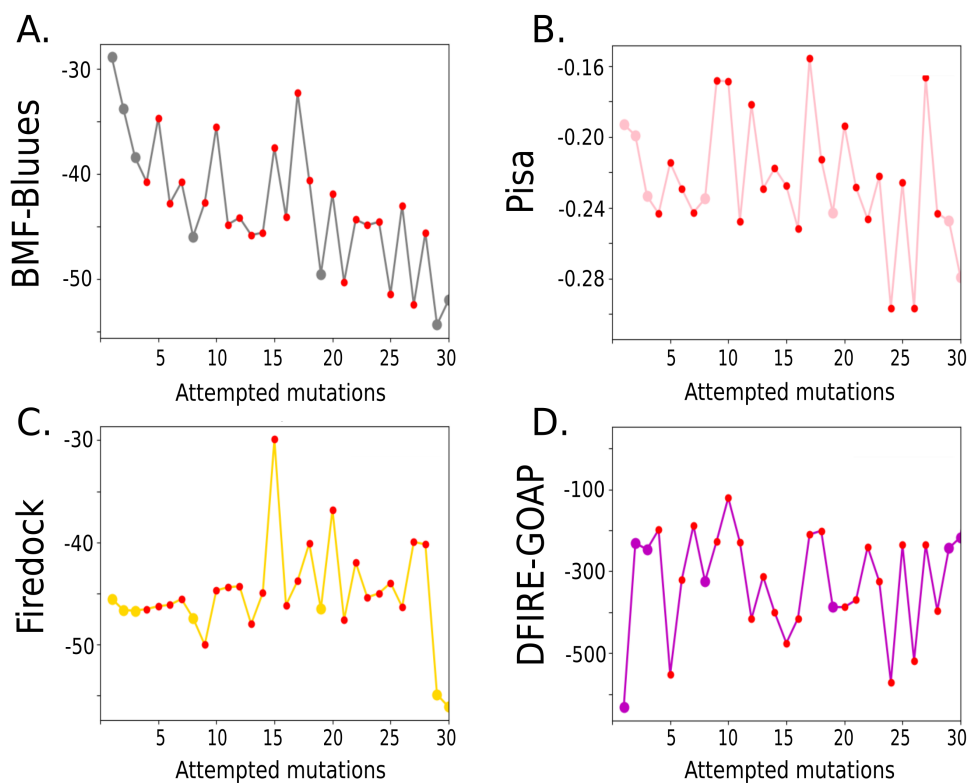 A.
BMF-Bluues
-30
-40
-50
5 10 15 20 25 30
Attempted mutations
B.
Pisa
-0.16
-0.20
-0.24
-0.28
5 10 15 20 25 30
Attempted mutations
C.
Firedock
-30
-40
-50
5 10 15 20 25 30
Attempted mutations
D.
DFIRE-GOAP
-100
-300
-500
5 10 15 20 25 30
Attempted mutations